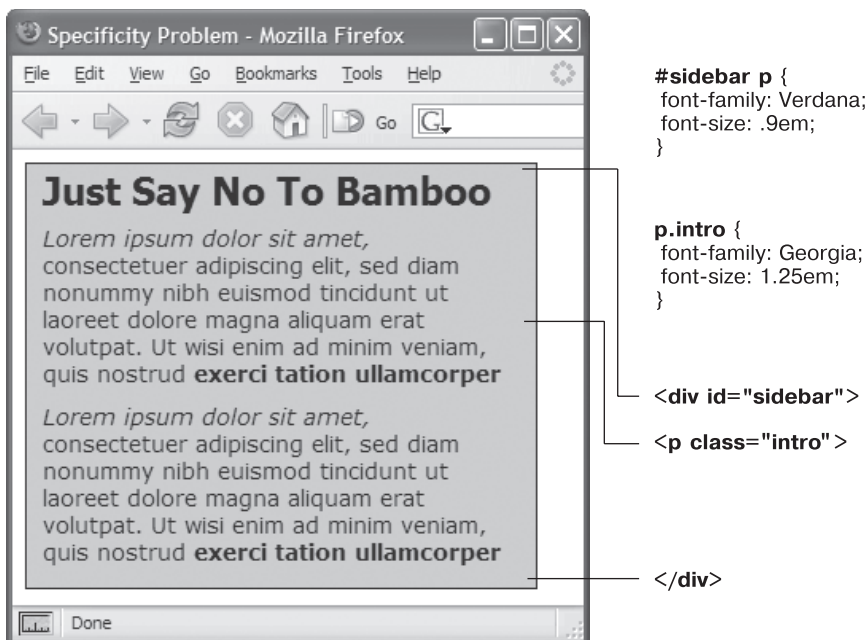 Specificity Problem - Mozilla Firefox
File Edit View Go Bookmarks Tools Help
Go G
Just Say No To Bamboo
Lorem ipsum dolor sit amet,
consectetuer adipiscing elit, sed diam
nonummy nibh euismod tincidunt ut
laoreet dolore magna aliquam erat
volutpat. Ut wisi enim ad minim veniam,
quis nostrud exerci tation ullamcorper
Lorem ipsum dolor sit amet,
consectetuer adipiscing elit, sed diam
nonummy nibh euismod tincidunt ut
laoreet dolore magna aliquam erat
volutpat. Ut wisi enim ad minim veniam,
quis nostrud exerci tation ullamcorper
Done
#sidebar p {
font-family: Verdana;
font-size: .9em;
}
p.intro {
font-family: Georgia;
font-size: 1.25em;
}
<div id="sidebar">
<p class="intro">
</div>